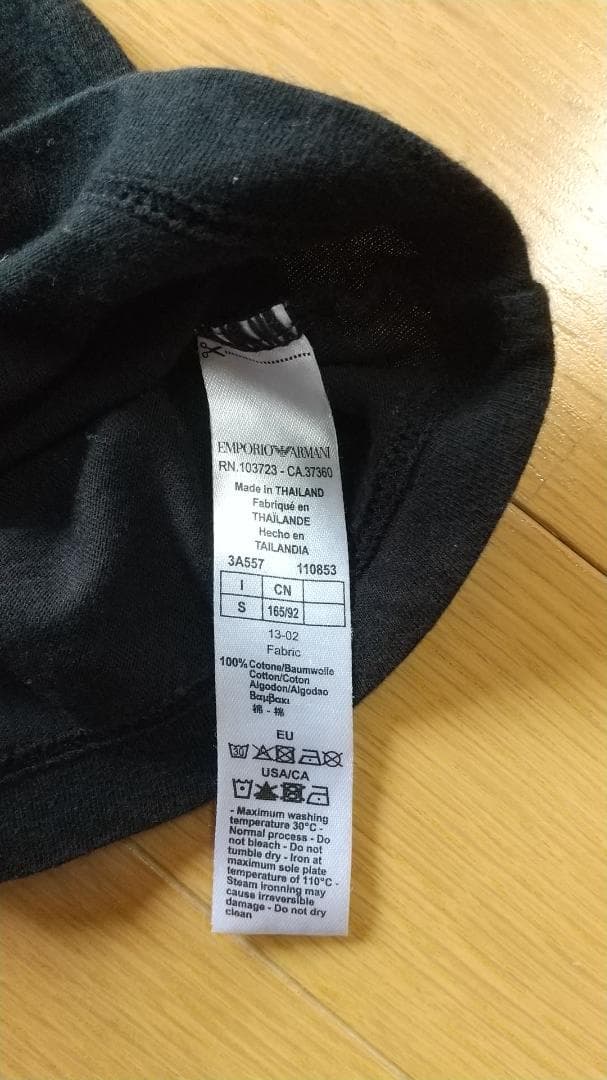 EMPORIO ARMANI
RN.103723 - CA.37360
Made in THAILAND
Fabriqué en
THAÏLANDE
Hecho en
TAILANDIA
3A557 110853
I CN
S 165/92
13-02
Fabric
100% Cotone/Baumwolle
Cotton/Coton
Algodon/Algodao
Βαμβακι
棉 - 棉
EU
30
USA/CA
- Maximum washing
temperature 30°C -
Normal process - Do
not bleach - Do not
tumble dry - Iron at
maximum sole plate
temperature of 110°C -
Steam ironning may
cause irreversible
damage - Do not dry
clean